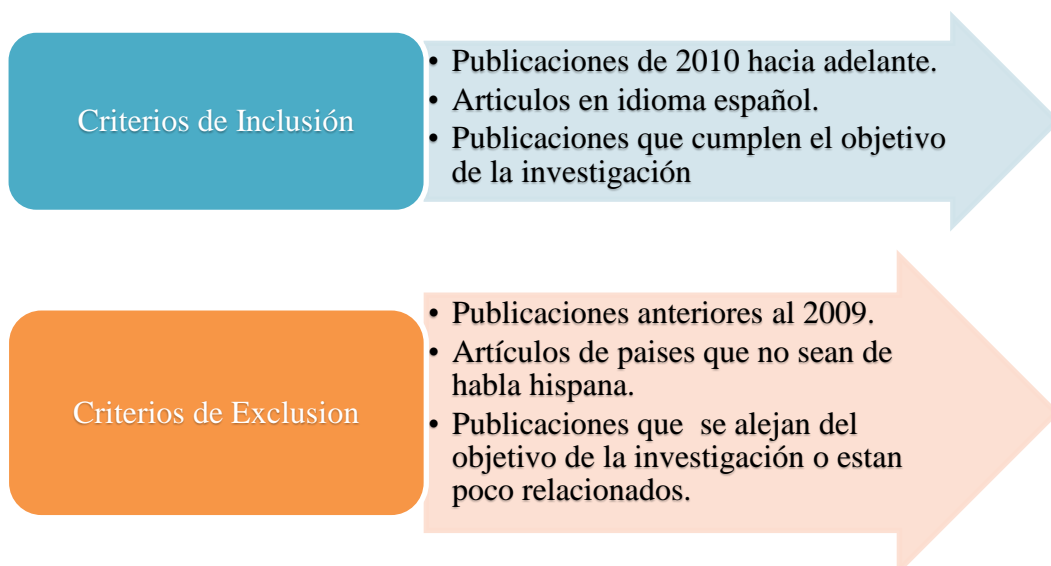 Criterios de Inclusión
• Publicaciones de 2010 hacia adelante.
• Articulos en idioma español.
• Publicaciones que cumplen el objetivo
de la investigación
Criterios de Exclusion
• Publicaciones anteriores al 2009.
• Artículos de paises que no sean de
habla hispana.
• Publicaciones que  se alejan del
objetivo de la investigación o estan
poco relacionados.